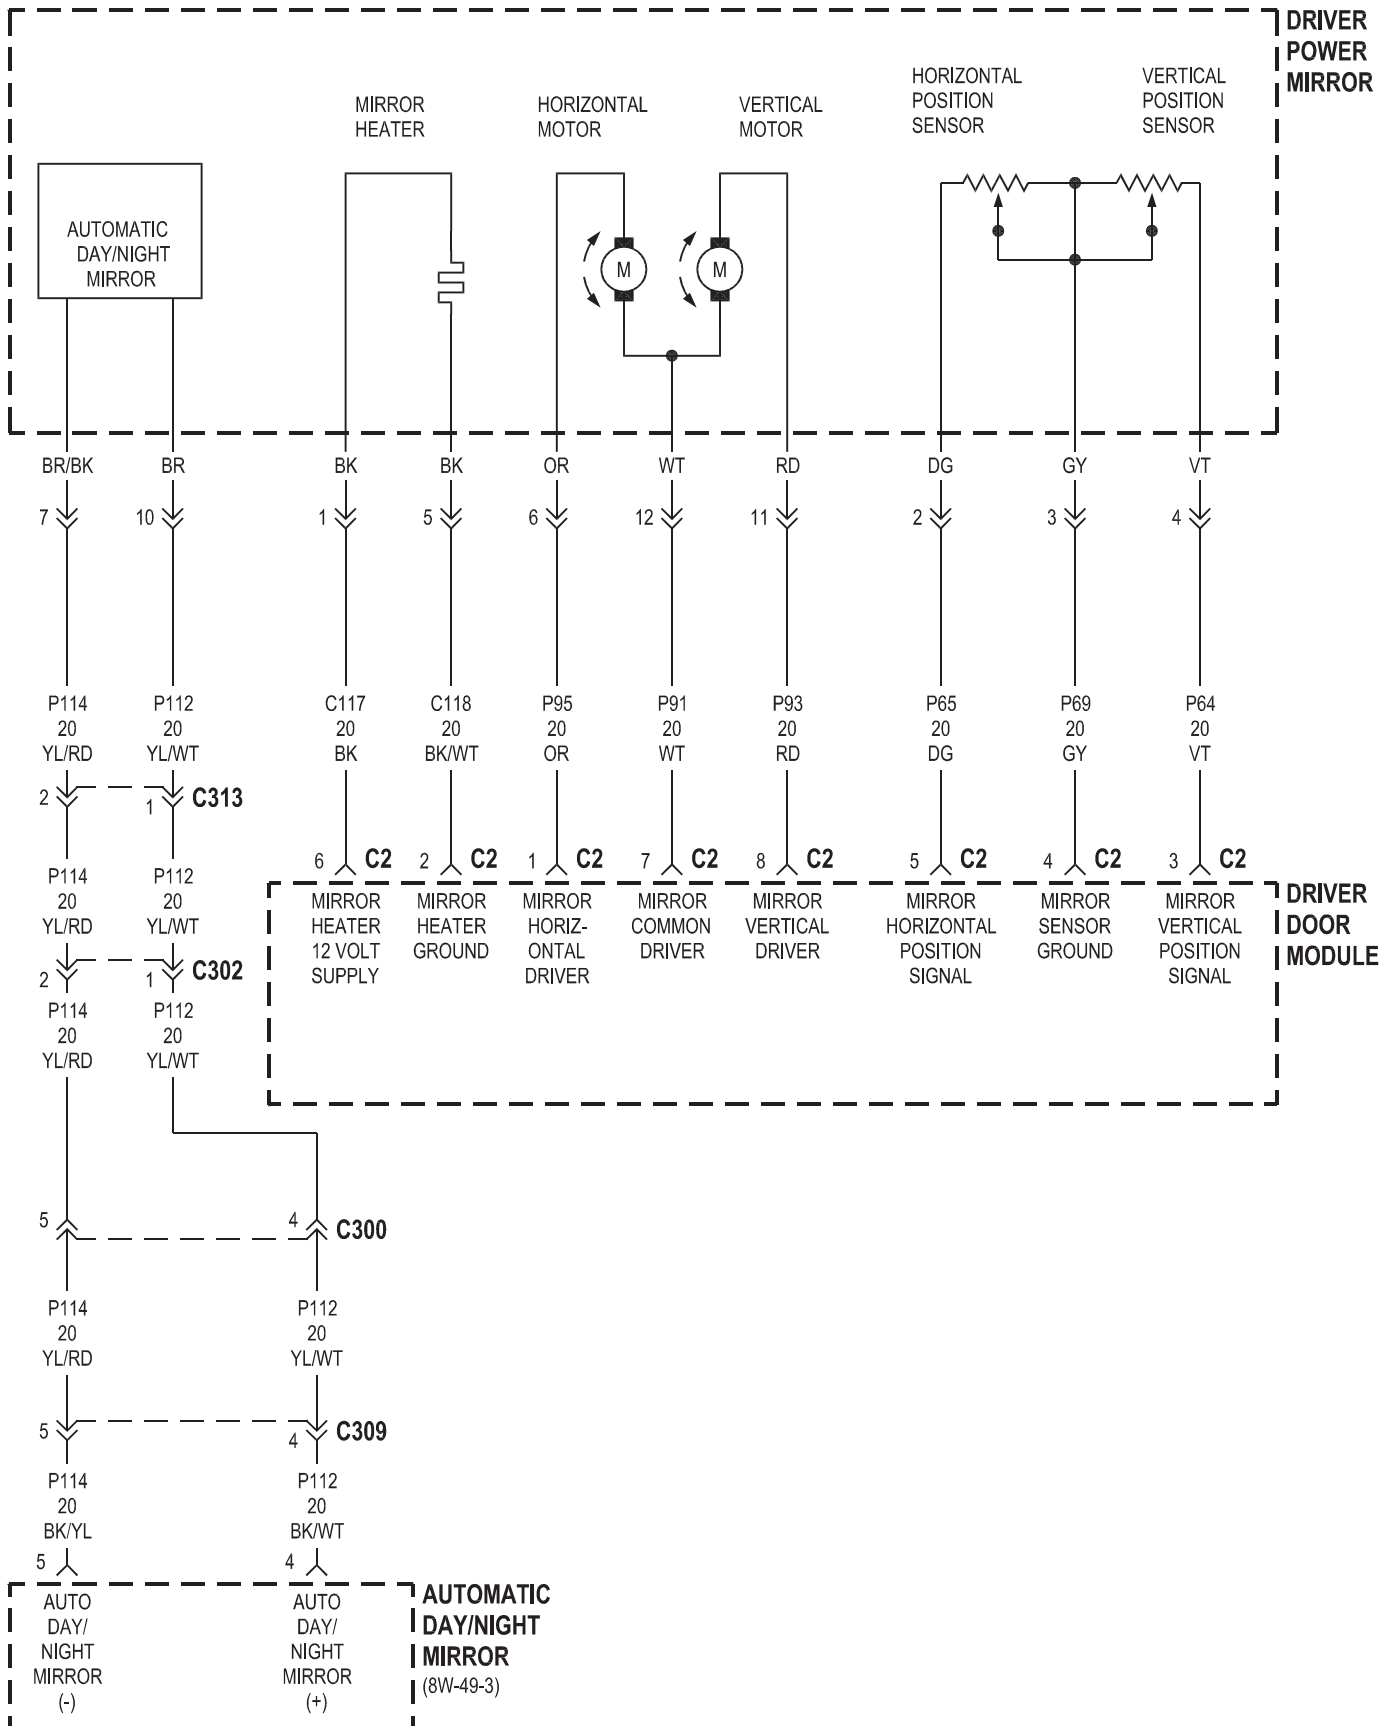 DRIVER
POWER
MIRROR
HORIZONTAL
POSITION
SENSOR
VERTICAL
POSITION
SENSOR
MIRROR
HEATER
HORIZONTAL
MOTOR
VERTICAL
MOTOR
AUTOMATIC
DAY/NIGHT
MIRROR
M M
BR/BK BR BK BK OR WT RD DG GY VT
7 10 1 5 6 12 11 2 3 4
P114 P112 C117 C118 P95 P91 P93 P65 P69 P64
20 20 20 20 20 20 20 20 20 20
YL/RD YL/WT BK BK/WT OR WT RD DG GY VT
2 1 C313
6 C2 2 C2 1 C2 7 C2 8 C2 5 C2 4 C2 3 C2
P114 P112
20 20
YL/RD YL/WT
DRIVER
DOOR
MODULE
MIRROR
HEATER
12 VOLT
SUPPLY
MIRROR
HEATER
GROUND
MIRROR
HORIZ-
ONTAL
DRIVER
MIRROR
COMMON
DRIVER
MIRROR
VERTICAL
DRIVER
MIRROR
HORIZONTAL
POSITION
SIGNAL
MIRROR
SENSOR
GROUND
MIRROR
VERTICAL
POSITION
SIGNAL
2 1 C302
P114 P112
20 20
YL/RD YL/WT
5 4 C300
P114 P112
20 20
YL/RD YL/WT
5 4 C309
P114 P112
20 20
BK/YL BK/WT
5 4
AUTO
DAY/
NIGHT
MIRROR
(-)
AUTO
DAY/
NIGHT
MIRROR
(+)
AUTOMATIC
DAY/NIGHT
MIRROR
(8W-49-3)